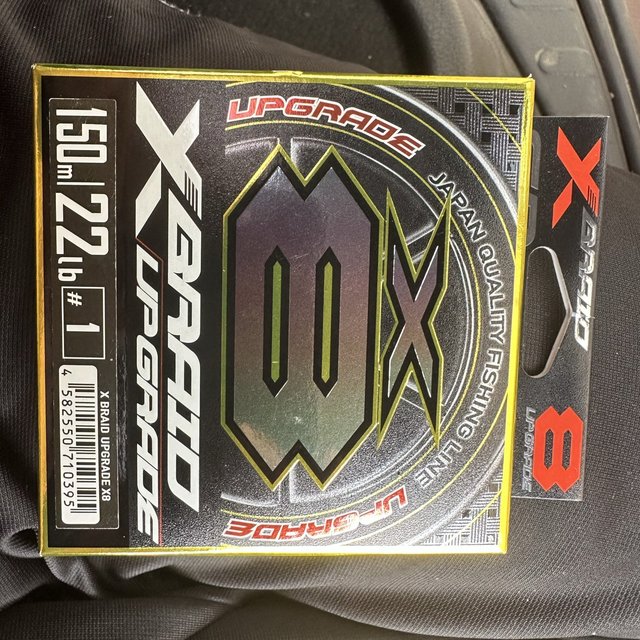 X BRAID
8
UPGRADE
UPGRADE
JAPAN QUALITY FISHING LINE
UPGRADE
X
8
X BRAID
UPGRADE
150m/22lb #1
X BRAID UPGRADE X8
4 582550 710395